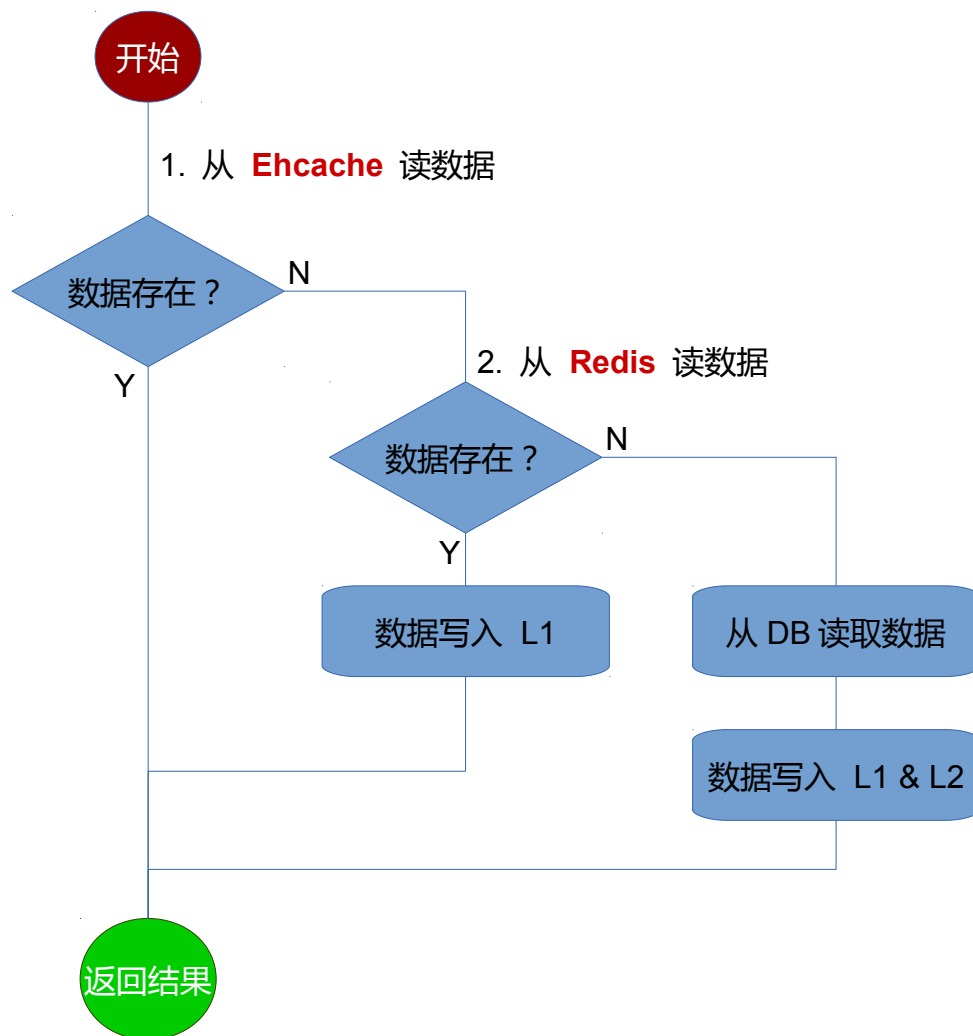 开始
1. 从 Ehcache 读数据
数据存在？
N
Y
2. 从 Redis 读数据
数据存在？
N
Y
数据写入 L1
从 DB 读取数据
数据写入 L1 & L2
返回结果